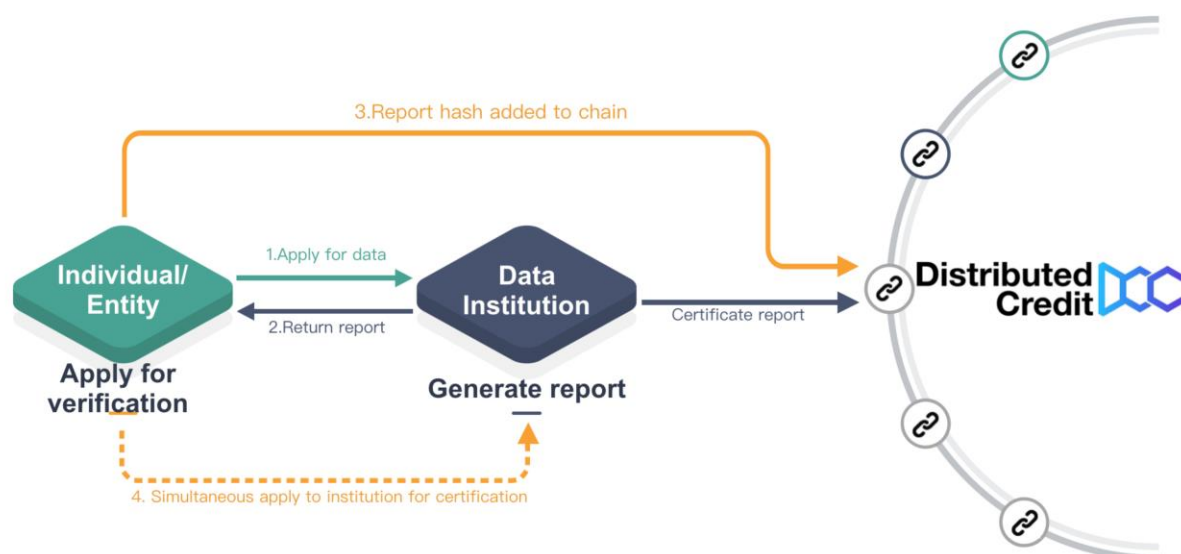 3.Report hash added to chain
Individual/
Entity
1.Apply for data
2.Return report
Data
Institution
Certificate report
Distributed
Credit
DCC
Apply for
verification
Generate report
4. Simultaneous apply to institution for certification